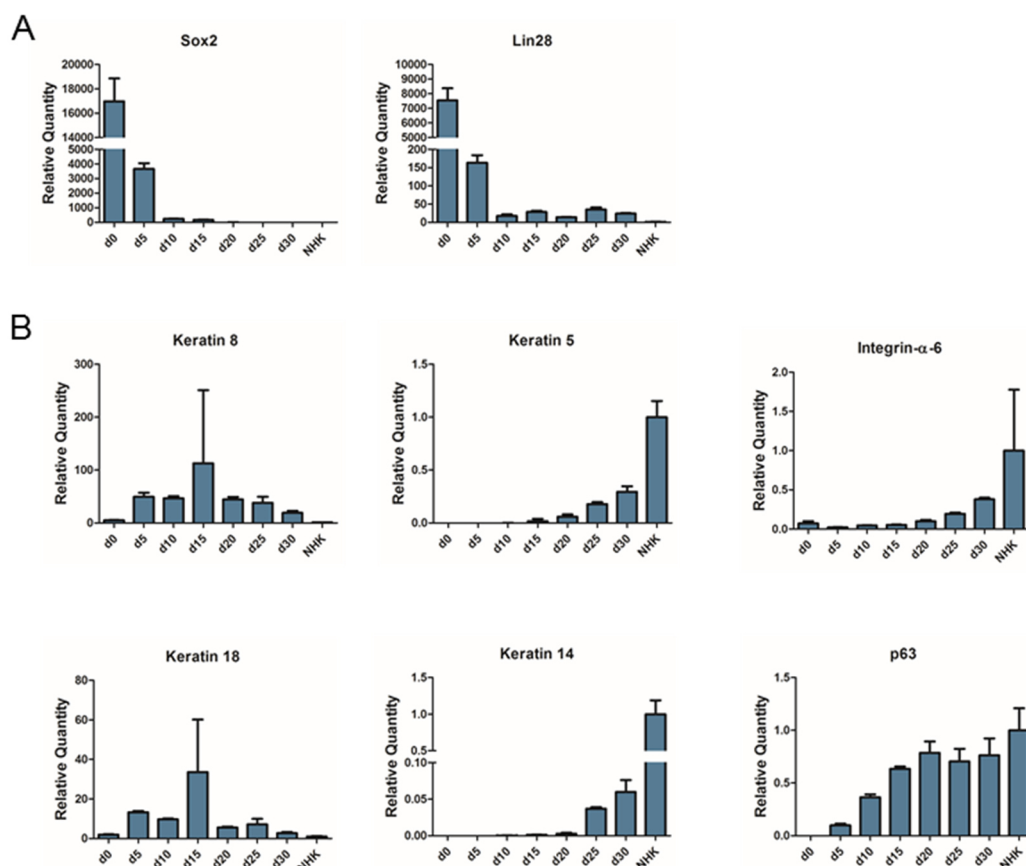 A
Sox2
Relative Quantity
20000
18000
16000
14000
5000
4000
3000
2000
1000
0
d0 d5 d10 d15 d20 d25 d30 NHK
Lin28
Relative Quantity
10000
9000
8000
7000
6000
5000
200
150
100
50
0
d0 d5 d10 d15 d20 d25 d30 NHK
B
Keratin 8
Relative Quantity
300
200
100
0
d0 d5 d10 d15 d20 d25 d30 NHK
Keratin 5
Relative Quantity
1.5
1.0
0.5
0.0
d0 d5 d10 d15 d20 d25 d30 NHK
Integrin-α-6
Relative Quantity
2.0
1.5
1.0
0.5
0.0
d0 d5 d10 d15 d20 d25 d30 NHK
Keratin 18
Relative Quantity
80
60
40
20
0
d0 d5 d10 d15 d20 d25 d30 NHK
Keratin 14
Relative Quantity
1.5
1.0
0.5
0.10
0.05
0.00
d0 d5 d10 d15 d20 d25 d30 NHK
p63
Relative Quantity
1.5
1.0
0.5
0.0
d0 d5 d10 d15 d20 d25 d30 NHK